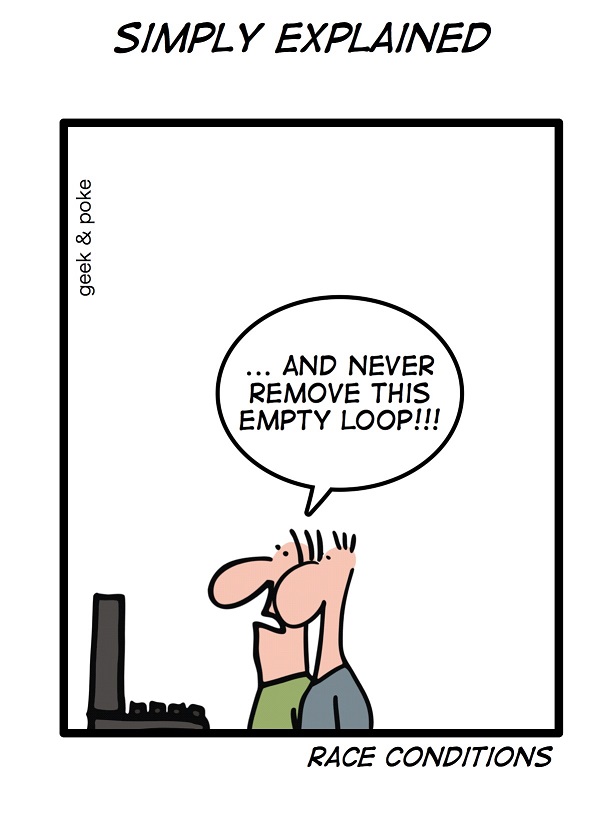 SIMPLY EXPLAINED
geek & poke
... AND NEVER
REMOVE THIS
EMPTY LOOP!!!
RACE CONDITIONS